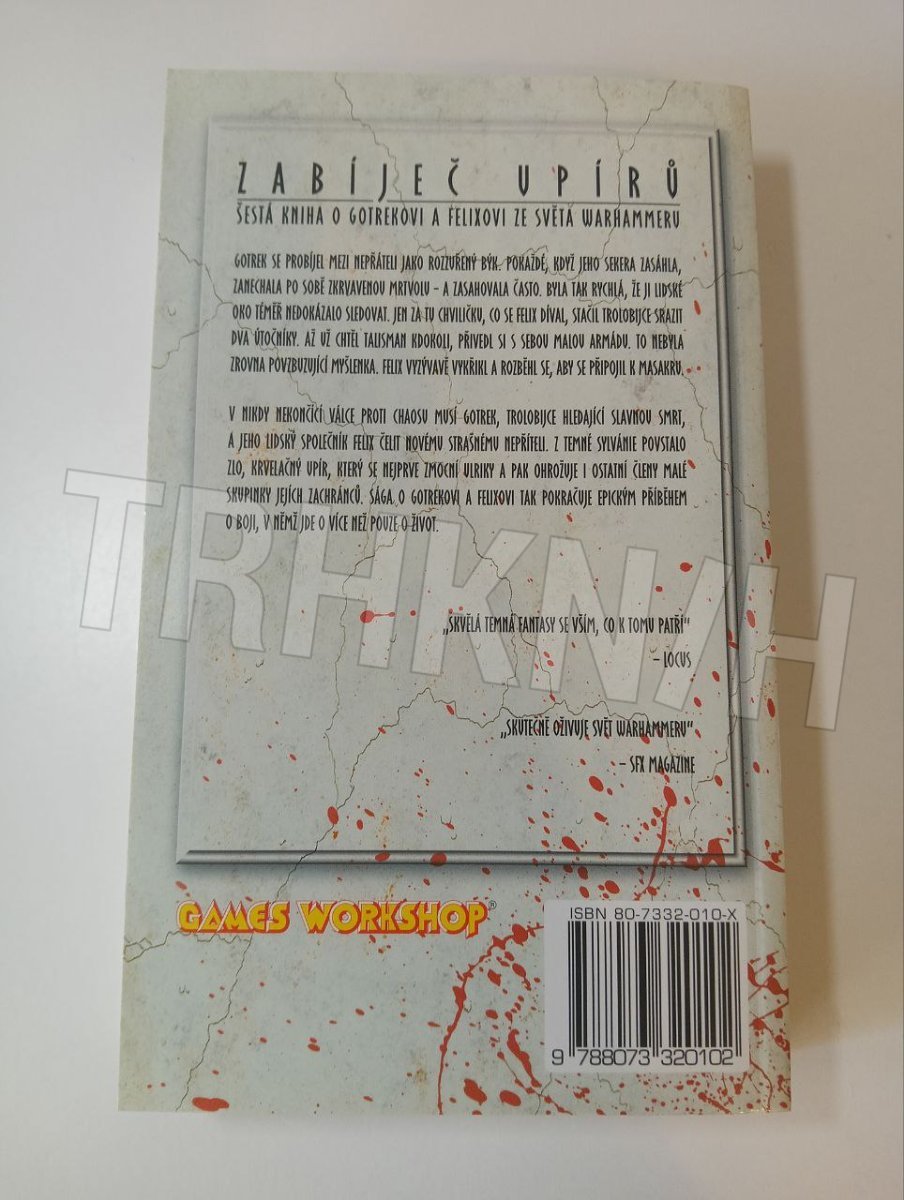 ZABÍJEČ UPÍRŮ
ŠESTÁ KNIHA O GOTREKOVI A FELIXOVI ZE SVĚTA WARHAMMERU
GOTREK SE PROBÍJEL MEZI NEPŘÁTELI JAKO ROZZUŘENÝ BÝK. POKAŽDÉ, KDYŽ JEHO SEKERA ZASÁHLA,
ZANECHALA PO SOBĚ ZKRVAVENOU MRTVOLU – A ZASAHOVALA ČASTO. BYLA TAK RYCHLÁ, ŽE JI LIDSKÉ
OKO TÉMĚŘ NEDOKÁZALO SLEDOVAT. JEN ZA TU CHVILIČKU, CO SE FELIX DÍVAL, STAČIL TROLOBIJCE SRAZIT
DVA ÚTOČNÍKY. AŤ UŽ CHTĚL TALISMAN KDOKOLI, PŘIVEDL SI S SEBOU MALOU ARMÁDU. TO NEBYLA
ZROVNA POVZBUZUJÍCÍ MYŠLENKA. FELIX VYZÝVAVĚ VYKŘIKL A ROZBĚHL SE, ABY SE PŘIPOJIL K MASAKRU.
V NIKDY NEKONČÍCÍ VÁLCE PROTI CHAOSU MUSÍ GOTREK, TROLOBIJCE HLEDAJÍCÍ SLAVNOU SMRT,
A JEHO LIDSKÝ SPOLEČNÍK FELIX ČELIT NOVÉMU STRAŠNÉMU NEPŘÍTELI. Z TEMNÉ SYLVÁNIE POVSTALO
ZLO, KRVELAČNÝ UPÍR, KTERÝ SE NEJPRVE ZMOCNÍ ULRIKY A PAK OHROŽUJE I OSTATNÍ ČLENY MALÉ
SKUPINKY JEJÍCH ZACHRÁNCŮ. SÁGA O GOTREKOVI A FELIXOVI TAK POKRAČUJE EPICKÝM PŘÍBĚHEM
O BOJI, V NĚMŽ JDE O VÍCE NEŽ POUZE O ŽIVOT.
TRHKNIH
„SKVĚLÁ TEMNÁ FANTASY SE VŠÍM, CO K TOMU PATŘÍ"
– LOCUS
„SKUTEČNĚ OŽIVUJE SVĚT WARHAMMERU"
– SFX MAGAZINE
GAMES WORKSHOP®
ISBN 80-7332-010-X
9 788073 320102